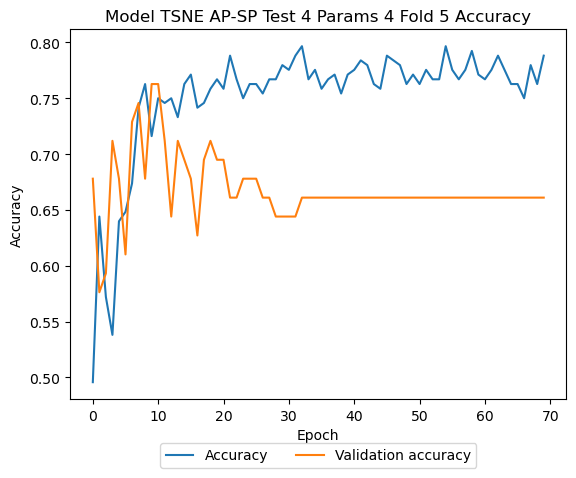 Model TSNE AP-SP Test 4 Params 4 Fold 5 Accuracy
0.80
0.75
0.70
0.65
0.60
0.55
0.50
Accuracy
0 10 20 30 40 50 60 70
Epoch
Accuracy Validation accuracy